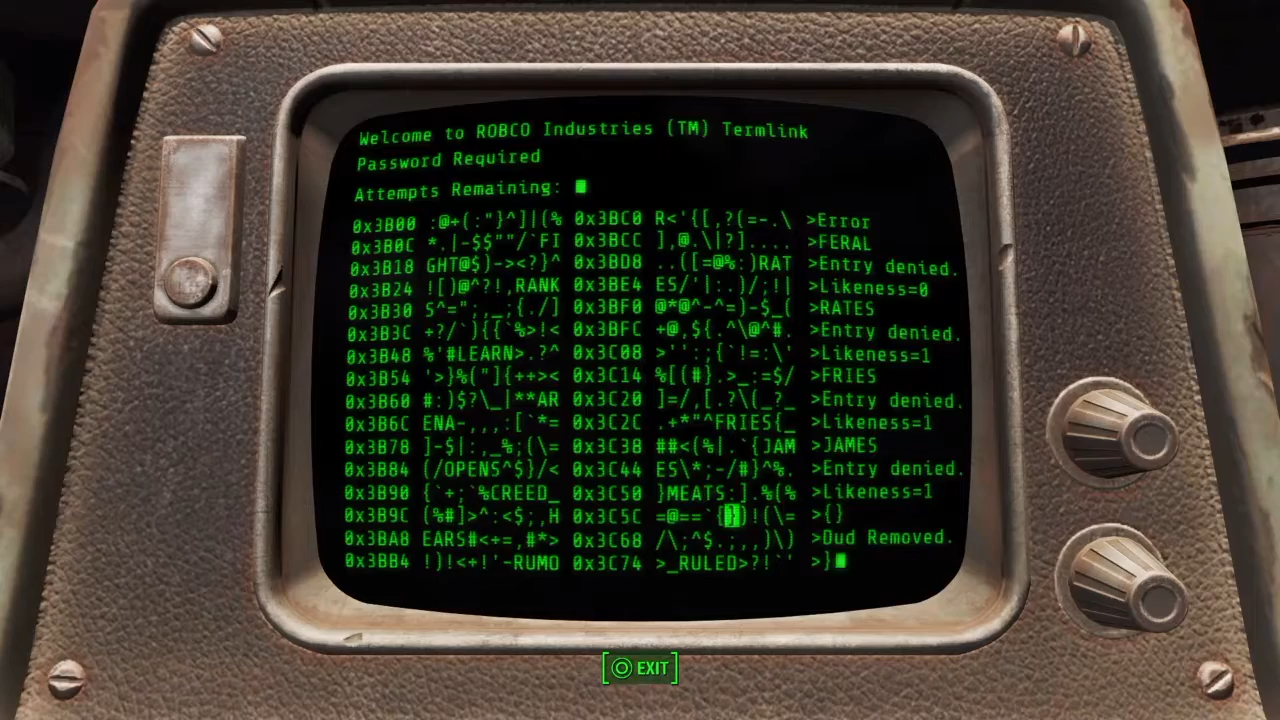 Welcome to ROBCO Industries (TM) Termlink
Password Required
Attempts Remaining: ■
0x3B00 :@+(:"}^]|(% 0x3BC0 R<'{[,?(=-.\ >Error
0x3B0C *.|-$$""/`FI 0x3BCC ],@.\|?].... >FERAL
0x3B18 GHT@$)-><?}^ 0x3BD8 ..([=@%:)RAT >Entry denied.
0x3B24 ![)@^?!,RANK 0x3BE4 ES/'|:.)/;!| >Likeness=0
0x3B30 S^=";,_;{./] 0x3BF0 @*@^-^=)-$_( >RATES
0x3B3C +?/`){{`%>!< 0x3BFC +@,${.^\@^#. >Entry denied.
0x3B48 %'#LEARN>.?^ 0x3C08 >'':;{`!=:\' >Likeness=1
0x3B54 '>}%("]{++>< 0x3C14 %[(#}.>_:=$/ >FRIES
0x3B60 #:)$?\_|**AR 0x3C20 ]=/,[.?\(_?_ >Entry denied.
0x3B6C ENA-,,,:[`*= 0x3C2C .+*"^FRIES{_ >Likeness=1
0x3B78 ]-$|:,_%;(\= 0x3C38 ##<(%|.`{JAM >JAMES
0x3B84 (/OPENS^$}/< 0x3C44 ES\*;-/#}^%. >Entry denied.
0x3B90 {`+;`%CREED_ 0x3C50 }MEATS:].%(% >Likeness=1
0x3B9C (%#]>^:<$;,H 0x3C5C =@==`{})!(\= >{}
0x3BA8 EARS#<+=,#*> 0x3C68 /\;^$.;,,)\) >Dud Removed.
0x3BB4 !)!<+!'-RUMO 0x3C74 >_RULED>?!`' >}■
EXIT